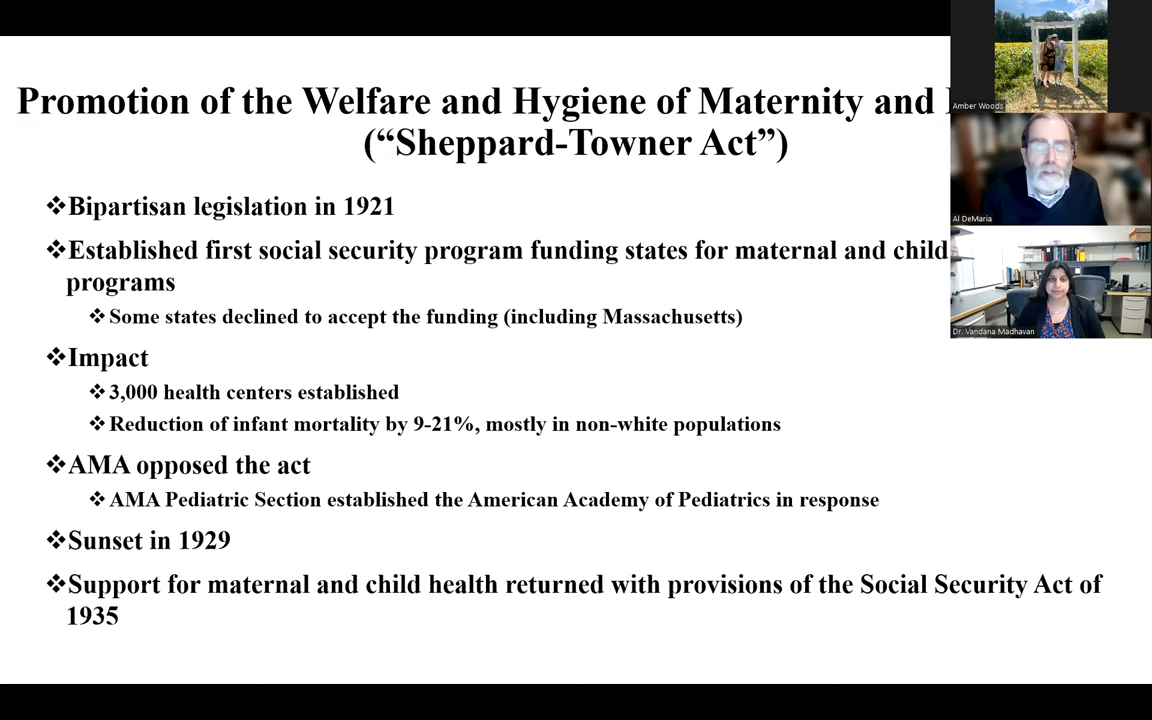 Promotion of the Welfare and Hygiene of Maternity and
(“Sheppard-Towner Act”)
❖Bipartisan legislation in 1921
❖Established first social security program funding states for maternal and child
programs
❖Some states declined to accept the funding (including Massachusetts)
❖Impact
❖3,000 health centers established
❖Reduction of infant mortality by 9-21%, mostly in non-white populations
❖AMA opposed the act
❖AMA Pediatric Section established the American Academy of Pediatrics in response
❖Sunset in 1929
❖Support for maternal and child health returned with provisions of the Social Security Act of
1935
Amber Woods
Al DeMaria
Dr. Vandana Madhavan